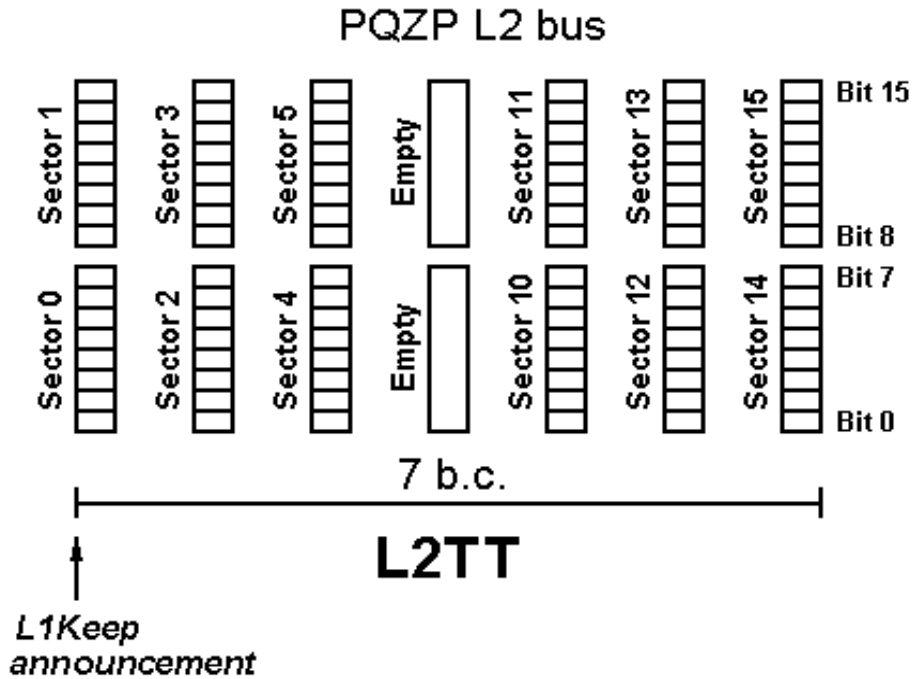 PQZP L2 bus
Sector 1
Sector 3
Sector 5
Empty
Sector 11
Sector 13
Sector 15
Bit 15
Bit 8
Sector 0
Sector 2
Sector 4
Empty
Sector 10
Sector 12
Sector 14
Bit 7
Bit 0
7 b.c.
L2TT
L1Keep
announcement